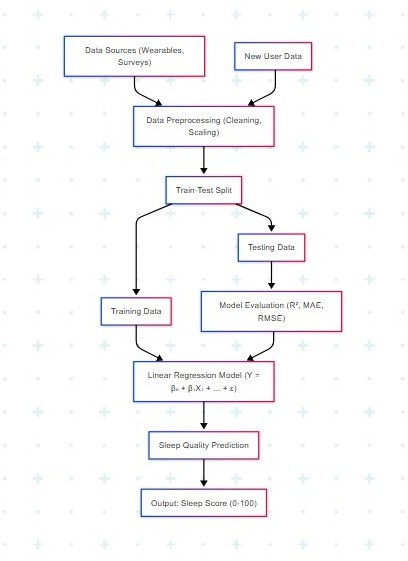 Data Sources (Wearables,
Surveys)
New User Data
Data Preprocessing (Cleaning,
Scaling)
Train-Test Split
Testing Data
Training Data
Model Evaluation (R², MAE,
RMSE)
Linear Regression Model (Y =
β₀ + β₁X₁ + ... + ε)
Sleep Quality Prediction
Output: Sleep Score (0-100)